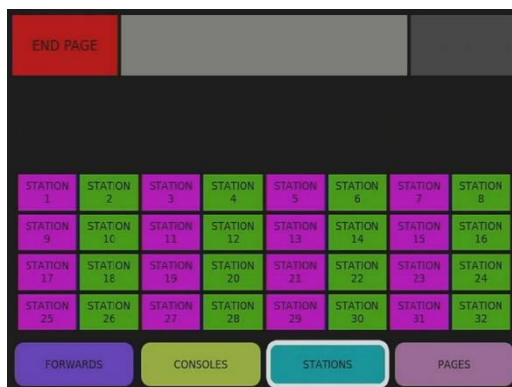 END PAGE
STATION 1
STATION 2
STATION 3
STATION 4
STATION 5
STATION 6
STATION 7
STATION 8
STATION 9
STATION 10
STATION 11
STATION 12
STATION 13
STATION 14
STATION 15
STATION 16
STATION 17
STATION 18
STATION 19
STATION 20
STATION 21
STATION 22
STATION 23
STATION 24
STATION 25
STATION 26
STATION 27
STATION 28
STATION 29
STATION 30
STATION 31
STATION 32
FORWARDS
CONSOLES
STATIONS
PAGES